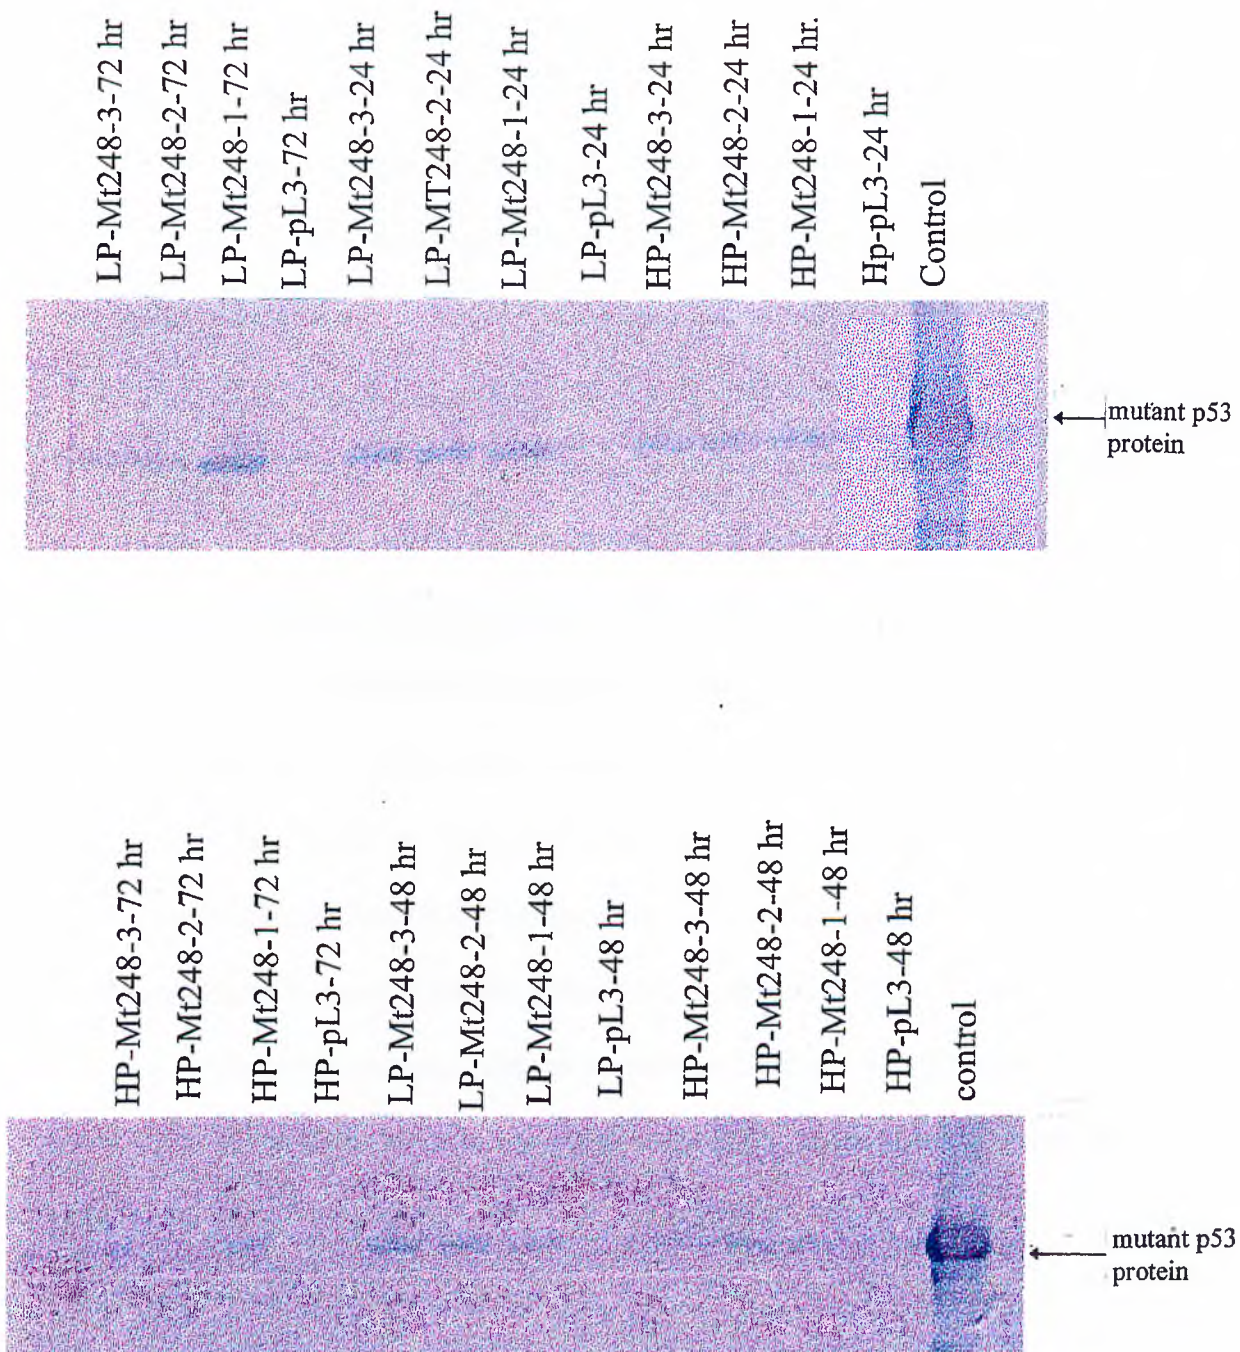 LP-Mt248-3-72 hr
LP-Mt248-2-72 hr
LP-Mt248-1-72 hr
LP-pL3-72 hr
LP-Mt248-3-24 hr
LP-MT248-2-24 hr
LP-Mt248-1-24 hr
LP-pL3-24 hr
HP-Mt248-3-24 hr
HP-Mt248-2-24 hr
HP-Mt248-1-24 hr.
Hp-pL3-24 hr
Control
mutant p53
protein
HP-Mt248-3-72 hr
HP-Mt248-2-72 hr
HP-Mt248-1-72 hr
HP-pL3-72 hr
LP-Mt248-3-48 hr
LP-Mt248-2-48 hr
LP-Mt248-1-48 hr
LP-pL3-48 hr
HP-Mt248-3-48 hr
HP-Mt248-2-48 hr
HP-Mt248-1-48 hr
HP-pL3-48 hr
control
mutant p53
protein